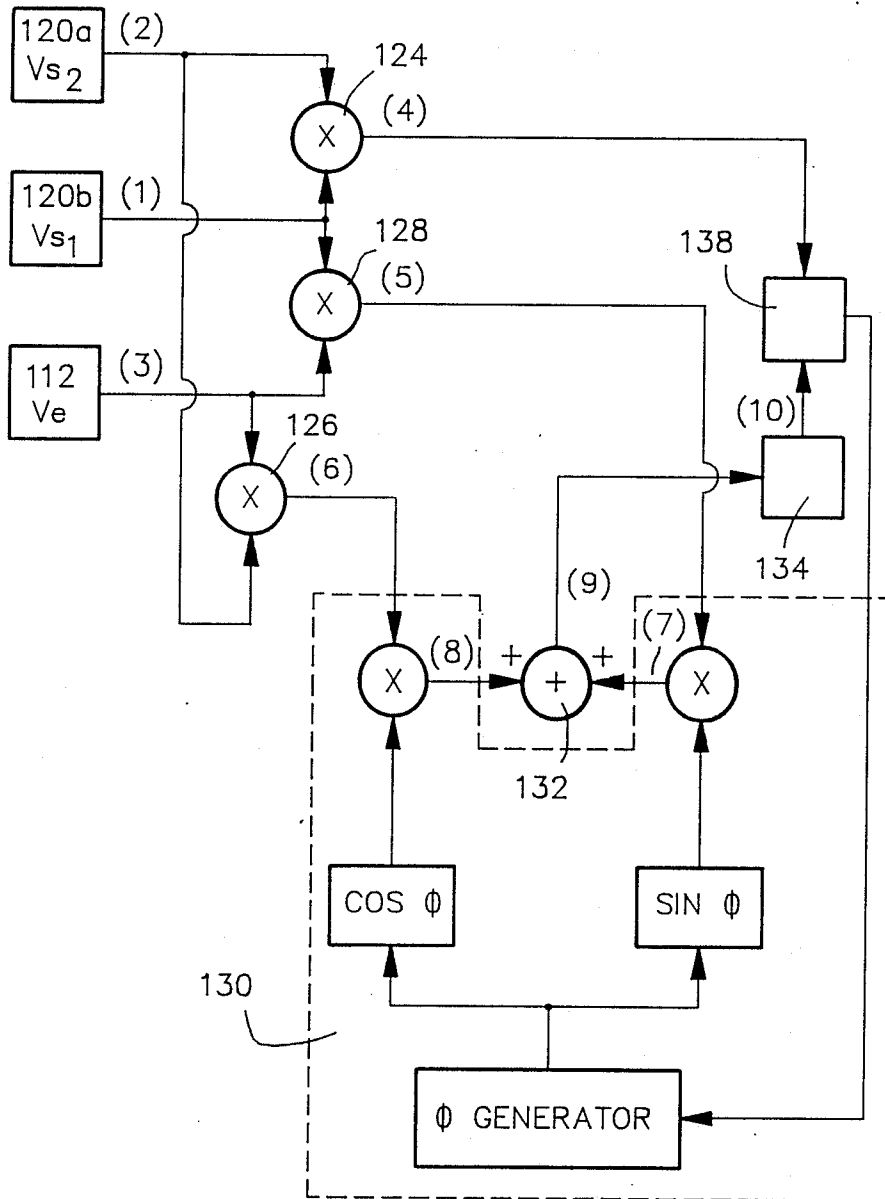 120a
Vs2
(2)
124
(4)
120b
Vs1
(1)
128
(5)
138
X
X
112
Ve
(3)
126
(6)
(10)
X
134
(9)
(8)
+
+
(7)
X
+
X
132
COS Φ
SIN Φ
130
Φ GENERATOR